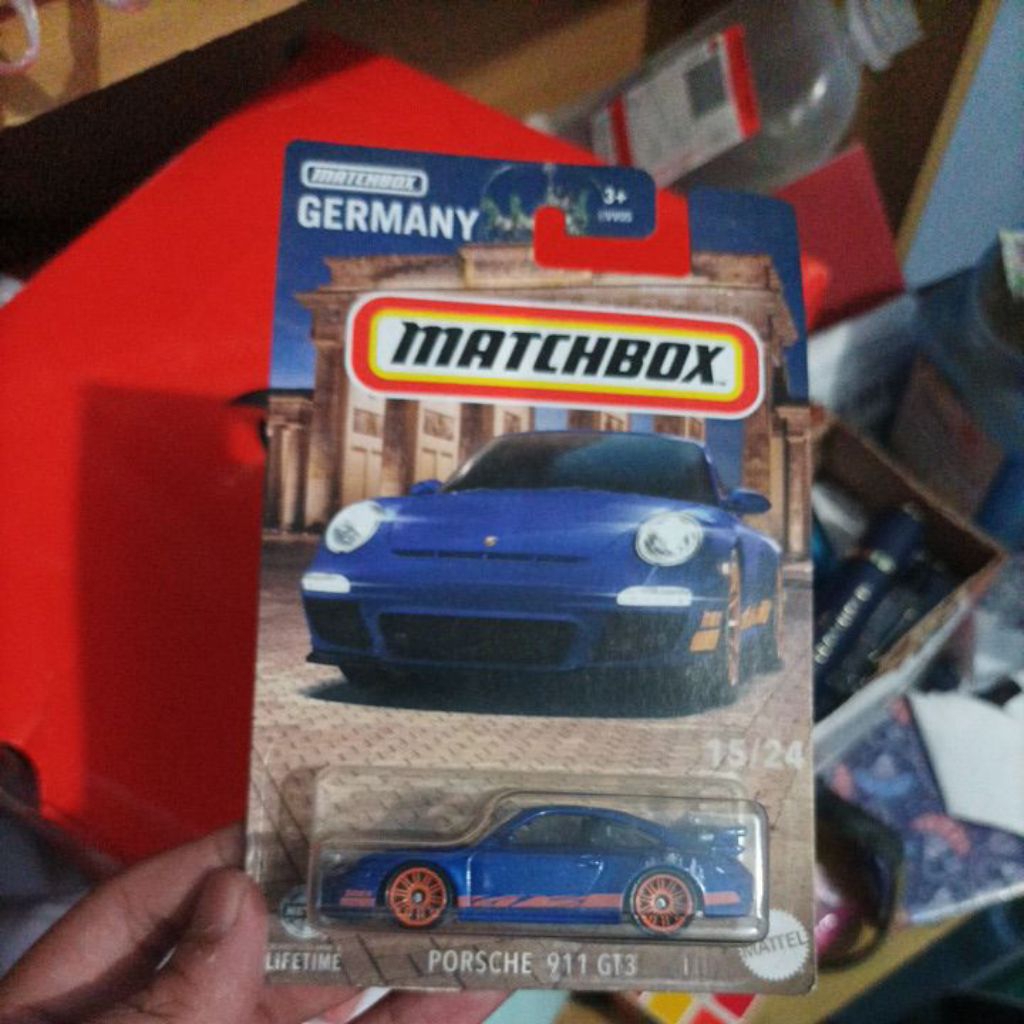 MATCHBOX
GERMANY
3+
MATCHBOX
15/24
LIFETIME
PORSCHE 911 GT3
MATTEL